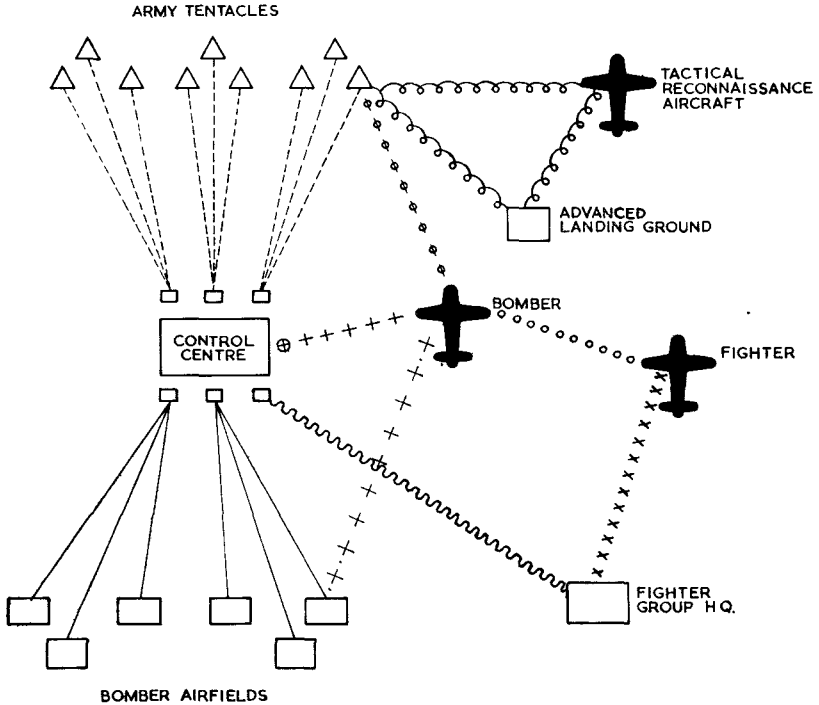 ARMY TENTACLES
TACTICAL
RECONNAISSANCE
AIRCRAFT
ADVANCED
LANDING GROUND
BOMBER
CONTROL
CENTRE
FIGHTER
FIGHTER
GROUP H.Q.
BOMBER AIRFIELDS